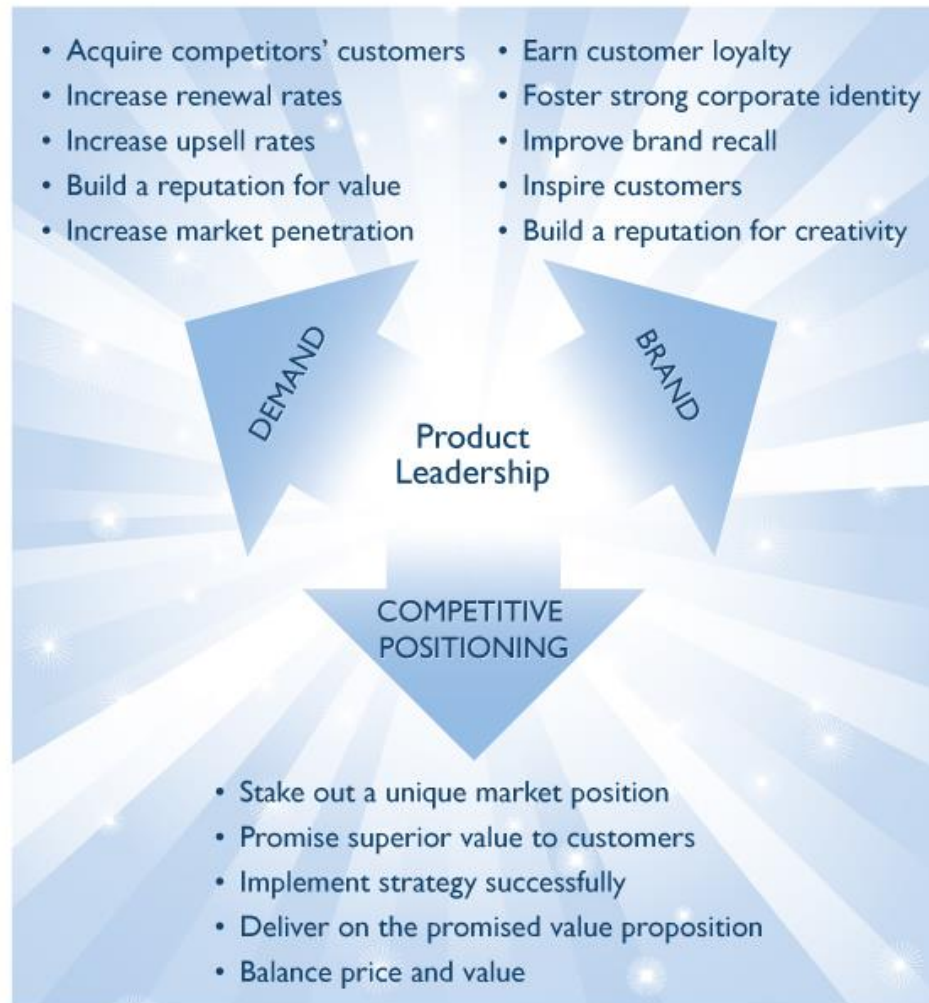 • Acquire competitors’ customers
• Increase renewal rates
• Increase upsell rates
• Build a reputation for value
• Increase market penetration
• Earn customer loyalty
• Foster strong corporate identity
• Improve brand recall
• Inspire customers
• Build a reputation for creativity
DEMAND
BRAND
Product
Leadership
COMPETITIVE
POSITIONING
• Stake out a unique market position
• Promise superior value to customers
• Implement strategy successfully
• Deliver on the promised value proposition
• Balance price and value